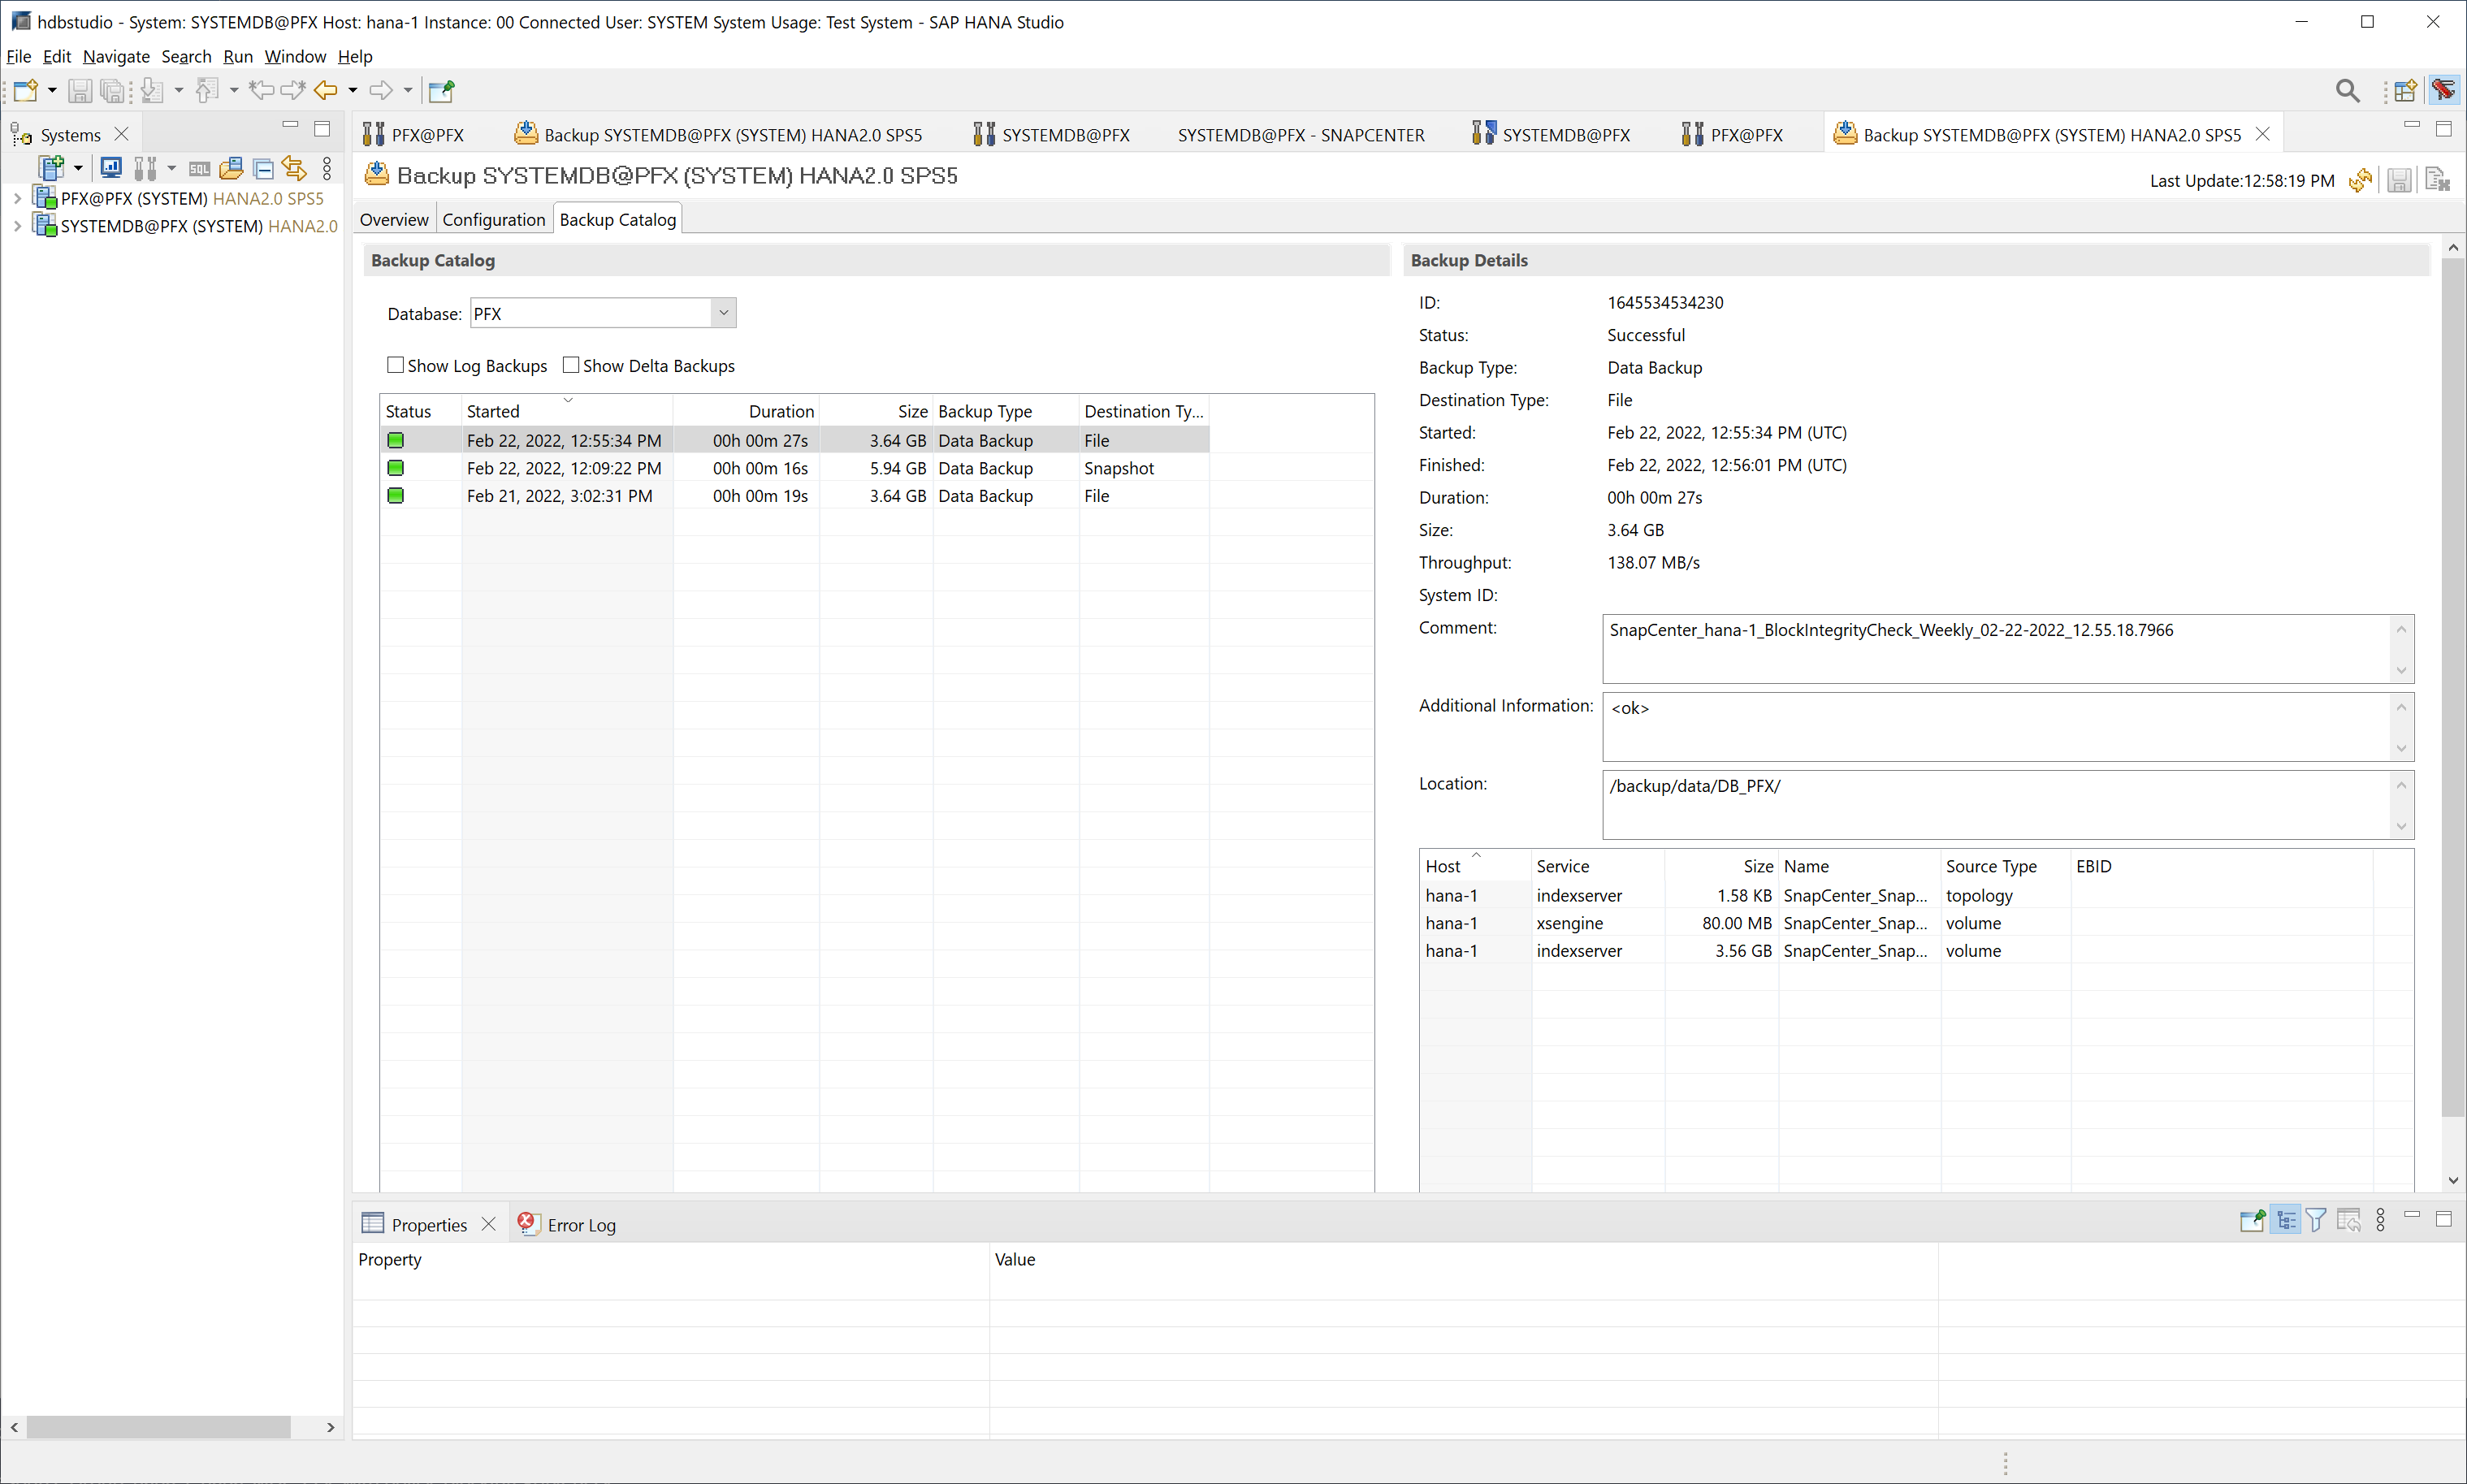 hdbstudio - System: SYSTEMDB@PFX Host: hana-1 Instance: 00 Connected User: SYSTEM System Usage: Test System - SAP HANA Studio
File Edit Navigate Search Run Window Help
Systems
PFX@PFX
Backup SYSTEMDB@PFX (SYSTEM) HANA2.0 SPS5
SYSTEMDB@PFX
SYSTEMDB@PFX - SNAPCENTER
SYSTEMDB@PFX
PFX@PFX
Backup SYSTEMDB@PFX (SYSTEM) HANA2.0 SPS5
SQL
PFX@PFX (SYSTEM) HANA2.0 SPS5
SYSTEMDB@PFX (SYSTEM) HANA2.0
Backup SYSTEMDB@PFX (SYSTEM) HANA2.0 SPS5
Last Update:12:58:19 PM
Overview Configuration Backup Catalog
Backup Catalog
Database: PFX
Show Log Backups Show Delta Backups
Status Started Duration Size Backup Type Destination Ty...
Feb 22, 2022, 12:55:34 PM 00h 00m 27s 3.64 GB Data Backup File
Feb 22, 2022, 12:09:22 PM 00h 00m 16s 5.94 GB Data Backup Snapshot
Feb 21, 2022, 3:02:31 PM 00h 00m 19s 3.64 GB Data Backup File
Backup Details
ID: 1645534534230
Status: Successful
Backup Type: Data Backup
Destination Type: File
Started: Feb 22, 2022, 12:55:34 PM (UTC)
Finished: Feb 22, 2022, 12:56:01 PM (UTC)
Duration: 00h 00m 27s
Size: 3.64 GB
Throughput: 138.07 MB/s
System ID:
Comment: SnapCenter_hana-1_BlockIntegrityCheck_Weekly_02-22-2022_12.55.18.7966
Additional Information: <ok>
Location: /backup/data/DB_PFX/
Host Service Size Name Source Type EBID
hana-1 indexserver 1.58 KB SnapCenter_Snap... topology
hana-1 xsengine 80.00 MB SnapCenter_Snap... volume
hana-1 indexserver 3.56 GB SnapCenter_Snap... volume
Properties Error Log
Property Value